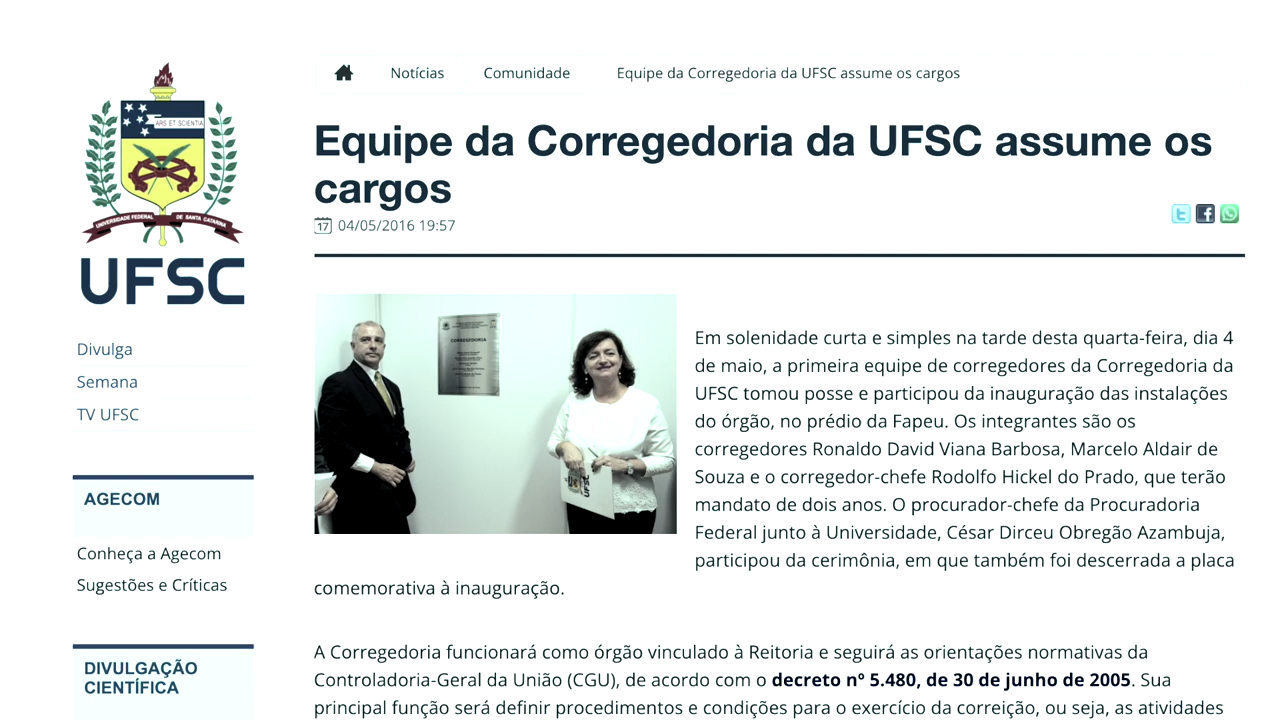 Notícias Comunidade Equipe da Corregedoria da UFSC assume os cargos
ARS ET SCIENTIA
UNIVERSIDADE FEDERAL DE SANTA CATARINA
UFSC
Divulga
Semana
TV UFSC
AGECOM
Conheça a Agecom
Sugestões e Críticas
DIVULGAÇÃO
CIENTÍFICA
Equipe da Corregedoria da UFSC assume os
cargos
17 04/05/2016 19:57
CORREGEDORIA
Em solenidade curta e simples na tarde desta quarta-feira, dia 4
de maio, a primeira equipe de corregedores da Corregedoria da
UFSC tomou posse e participou da inauguração das instalações
do órgão, no prédio da Fapeu. Os integrantes são os
corregedores Ronaldo David Viana Barbosa, Marcelo Aldair de
Souza e o corregedor-chefe Rodolfo Hickel do Prado, que terão
mandato de dois anos. O procurador-chefe da Procuradoria
Federal junto à Universidade, César Dirceu Obregão Azambuja,
participou da cerimônia, em que também foi descerrada a placa
comemorativa à inauguração.
A Corregedoria funcionará como órgão vinculado à Reitoria e seguirá as orientações normativas da
Controladoria-Geral da União (CGU), de acordo com o decreto nº 5.480, de 30 de junho de 2005. Sua
principal função será definir procedimentos e condições para o exercício da correição, ou seja, as atividades